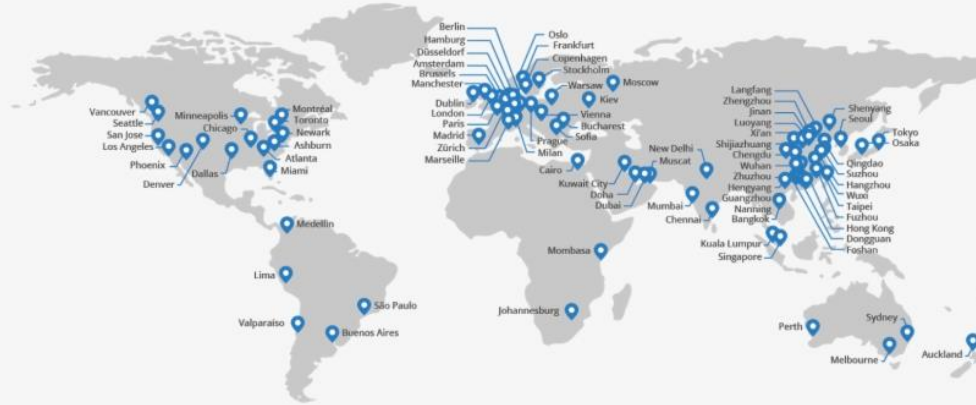 Vancouver
Seattle
San Jose
Los Angeles
Phoenix
Denver
Minneapolis
Chicago
Dallas
Montréal
Toronto
Newark
Ashburn
Atlanta
Miami
Medellín
Lima
São Paulo
Valparaíso
Buenos Aires
Berlin
Hamburg
Düsseldorf
Amsterdam
Brussels
Manchester
Dublin
London
Paris
Madrid
Zürich
Marseille
Oslo
Frankfurt
Copenhagen
Stockholm
Warsaw
Moscow
Kiev
Vienna
Bucharest
Sofia
Prague
Milan
Cairo
Kuwait City
Doha
Dubai
Muscat
New Delhi
Mumbai
Chennai
Mombasa
Johannesburg
Langfang
Zhengzhou
Jinan
Luoyang
Xi'an
Shijiazhuang
Chengdu
Wuhan
Zhuzhou
Hengyang
Guangzhou
Nanning
Bangkok
Kuala Lumpur
Singapore
Shenyang
Seoul
Tokyo
Osaka
Qingdao
Suzhou
Hangzhou
Wuxi
Taipei
Fuzhou
Hong Kong
Dongguan
Foshan
Perth
Sydney
Melbourne
Auckland